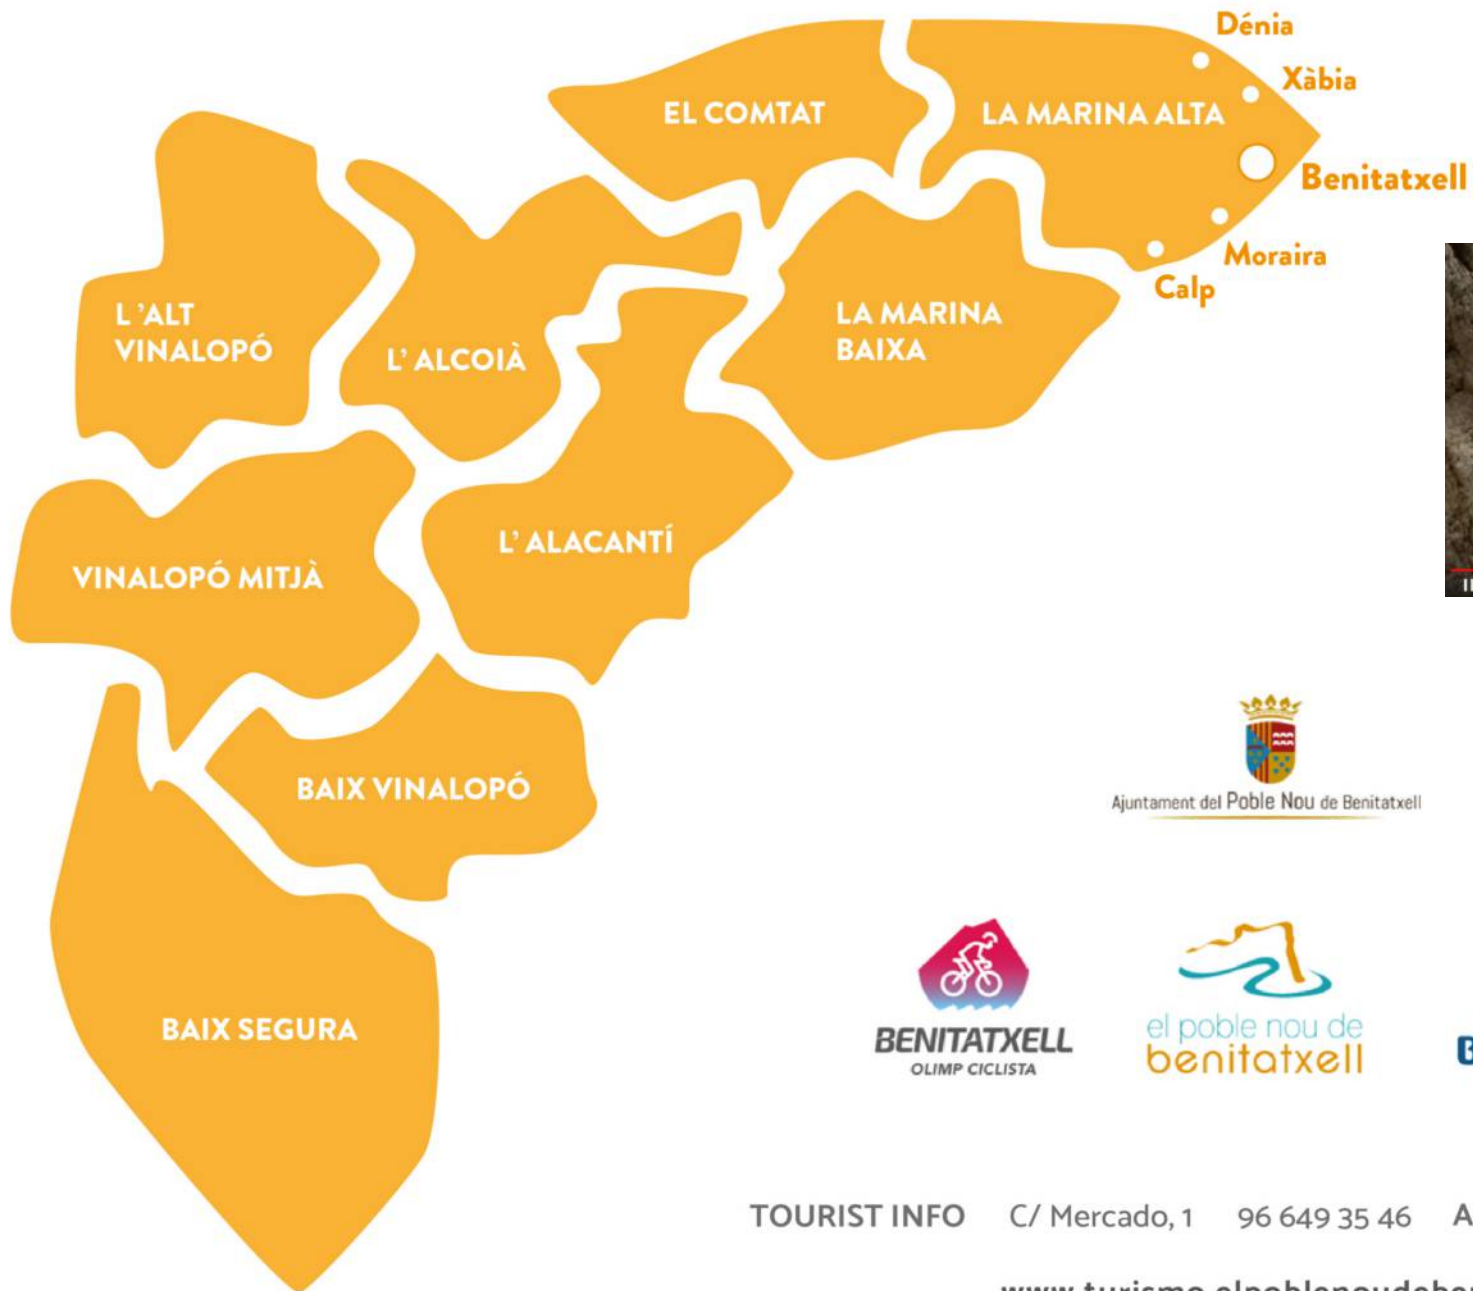 Dénia
Xàbia
EL COMTAT
LA MARINA ALTA
Benitatxell
Moraira
Calp
L 'ALT
VINALOPÓ
L' ALCOIÀ
LA MARINA
BAIXA
L' ALACANTÍ
VINALOPÓ MITJÀ
BAIX VINALOPÓ
BAIX SEGURA
Ajuntament del Poble Nou de Benitatxell
BENITATXELL
OLIMP CICLISTA
el poble nou de
benitatxell
TOURIST INFO C/ Mercado, 1 96 649 35 46